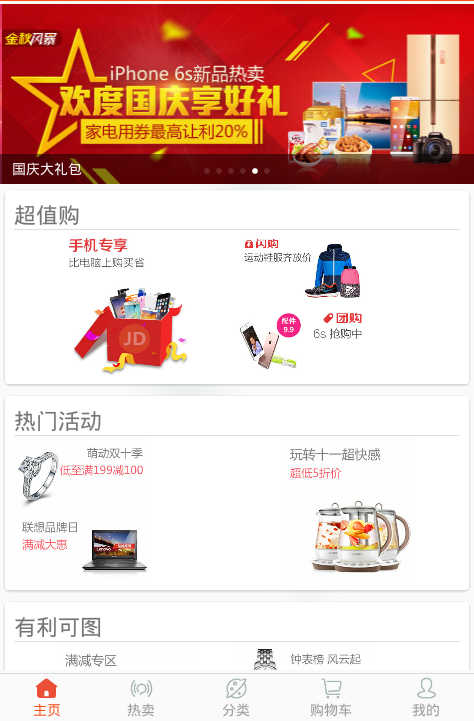 金秋风暴
iPhone 6s新品热卖
欢度国庆享好礼
家电用券最高让利20%
国庆大礼包
超值购
手机专享
比电脑上购买省
闪购
运动鞋服齐放价
JD
配件
9.9
团购
6s 抢购中
热门活动
萌动双十季
低至满199减100
玩转十一超快感
超低5折价
联想品牌日
满减大惠
有利可图
满减专区
钟表榜 风云起
主页
热卖
分类
购物车
我的